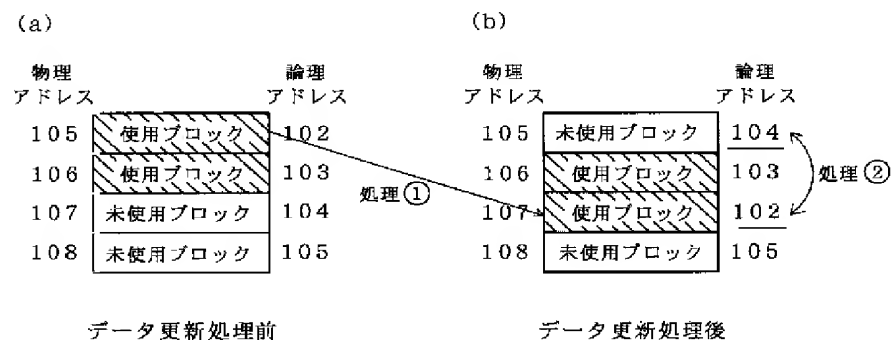 (a)
(b)
物理
アドレス
論理
アドレス
105 使用ブロック 102
106 使用ブロック 103
107 未使用ブロック 104
108 未使用ブロック 105
処理①
物理
アドレス
論理
アドレス
105 未使用ブロック 104
106 使用ブロック 103
107 使用ブロック 102
108 未使用ブロック 105
処理②
データ更新処理前
データ更新処理後